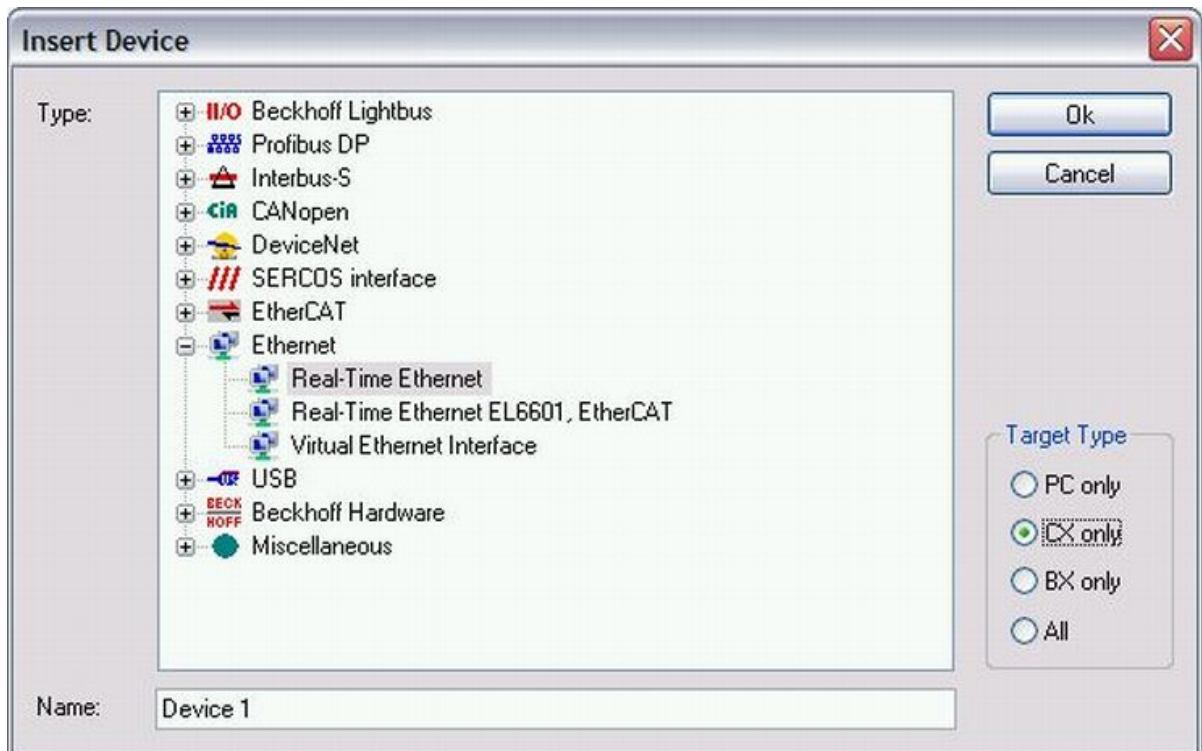 Insert Device
Type:
II/O Beckhoff Lightbus
Profibus DP
Interbus-S
CiA CANopen
DeviceNet
SERCOS interface
EtherCAT
Ethernet
Real-Time Ethernet
Real-Time Ethernet EL6601, EtherCAT
Virtual Ethernet Interface
USB
BECK
HOFF Beckhoff Hardware
Miscellaneous
Ok
Cancel
Target Type
PC only
CX only
BX only
All
Name: Device 1